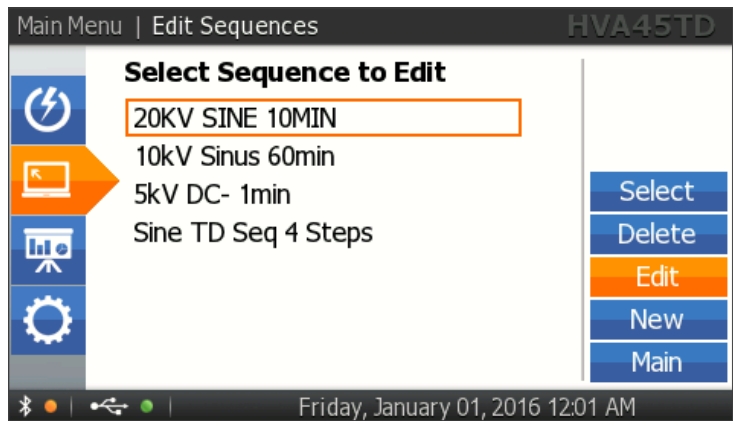 Main Menu | Edit Sequences
HVA45TD
Select Sequence to Edit
20KV SINE 10MIN
10kV Sinus 60min
5kV DC- 1min
Sine TD Seq 4 Steps
Select
Delete
Edit
New
Main
Friday, January 01, 2016 12:01 AM